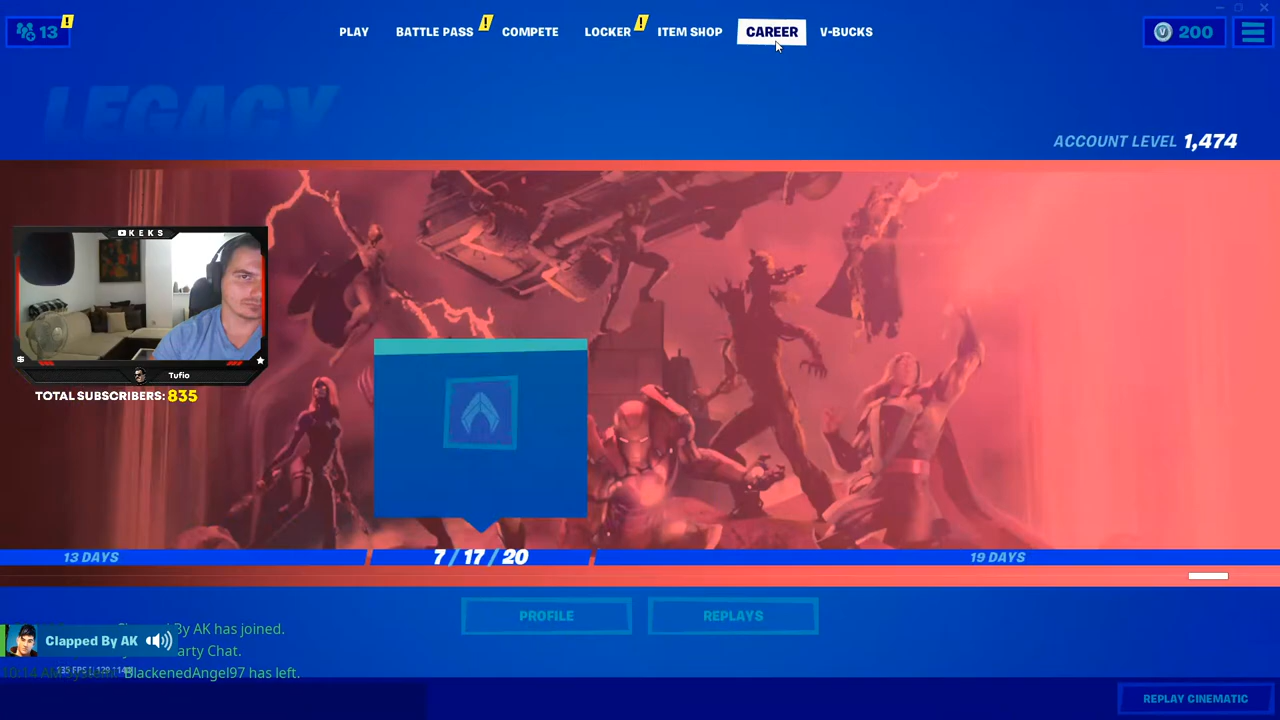 13
PLAY
BATTLE PASS
COMPETE
LOCKER
ITEM SHOP
CAREER
V-BUCKS
200
LEGACY
ACCOUNT LEVEL 1,474
KEKS
Tufio
TOTAL SUBSCRIBERS: 835
13 DAYS
7 / 17 / 20
19 DAYS
PROFILE
REPLAYS
By AK has joined.
Clapped By AK
arty Chat.
BlackenedAngel97 has left.
REPLAY CINEMATIC